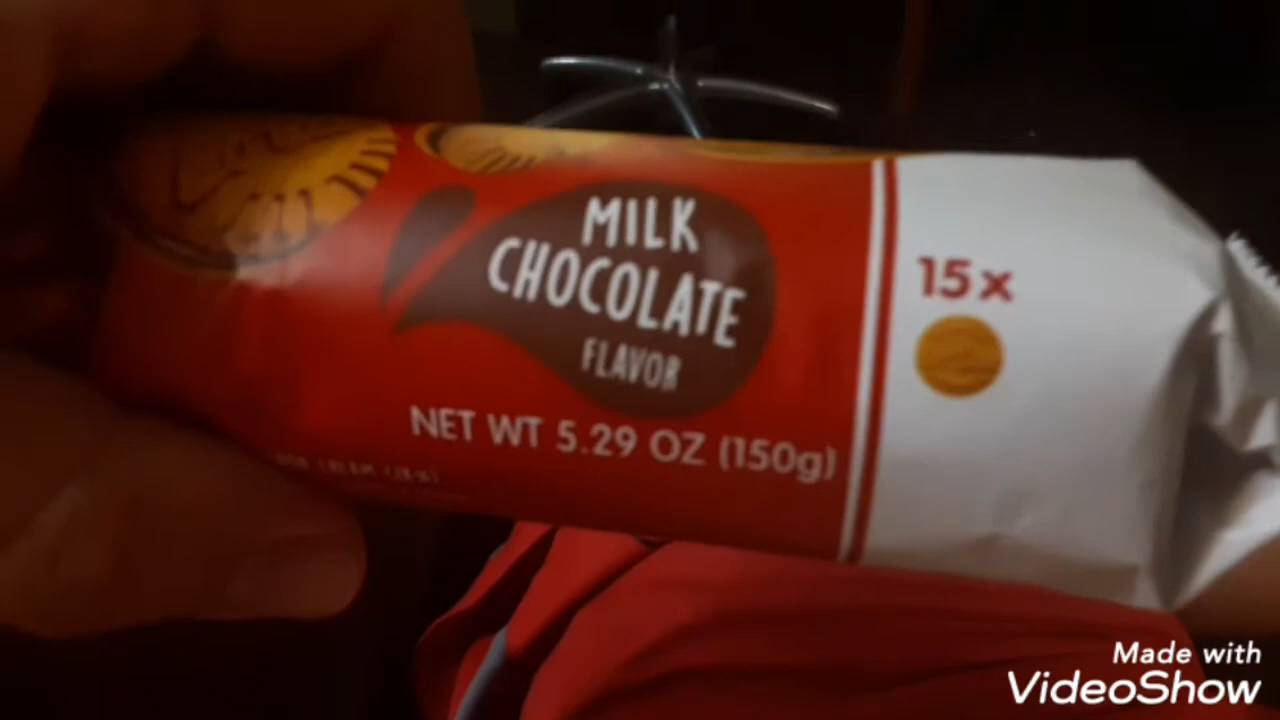 MILK
CHOCOLATE
FLAVOR
15x
NET WT 5.29 OZ (150g)
Made with
VideoShow